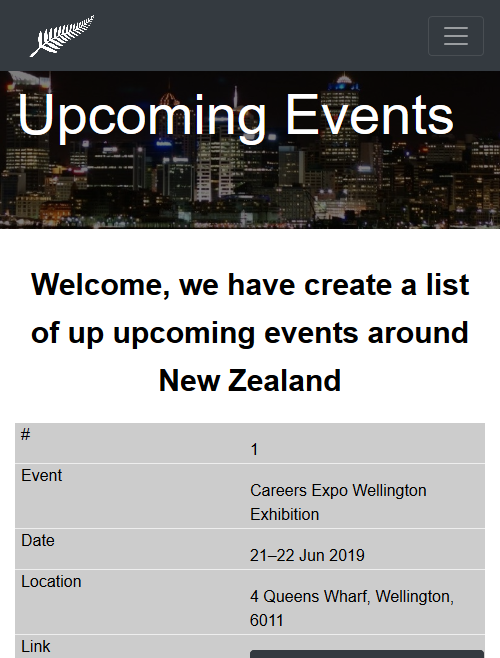 Upcoming Events
Welcome, we have create a list
of up upcoming events around
New Zealand
#
1
Event
Careers Expo Wellington
Exhibition
Date
21–22 Jun 2019
Location
4 Queens Wharf, Wellington,
6011
Link